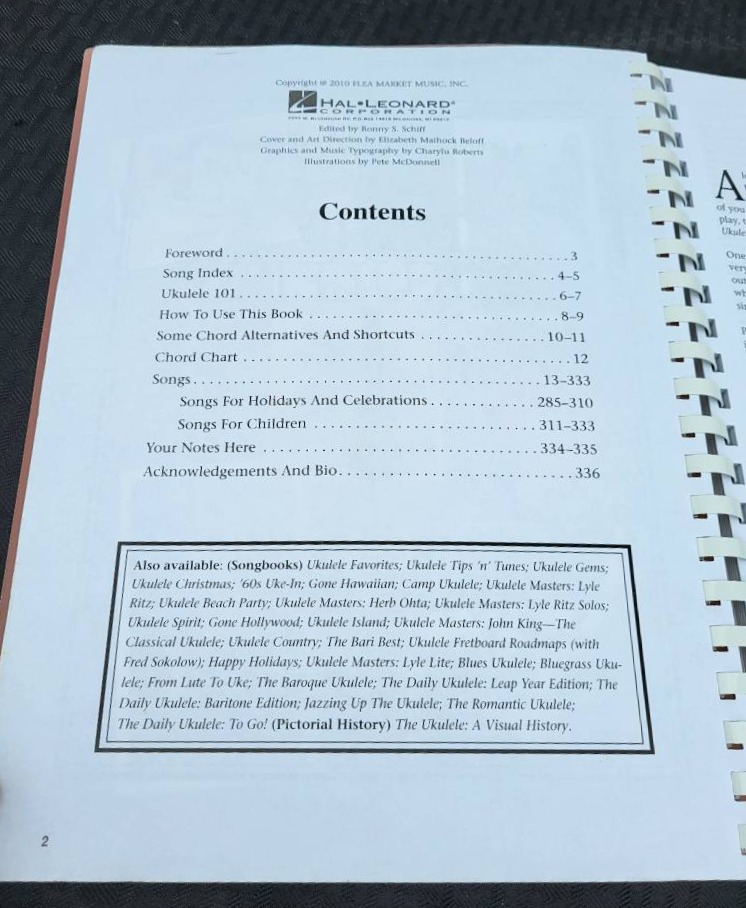 Copyright © 2010 FLEA MARKET MUSIC, INC.
HAL•LEONARD®
CORPORATION
Edited by Ronny S. Schiff
Cover and Art Direction by Elizabeth Maihock Beloff
Graphics and Music Typography by Charylu Roberts
Illustrations by Pete McDonnell
Contents
Foreword . . . . . . . . . . . . . . . . . . . . . . . . . . . . . . . . . . . . . . . . 3
Song Index . . . . . . . . . . . . . . . . . . . . . . . . . . . . . . . . . . . . . 4–5
Ukulele 101 . . . . . . . . . . . . . . . . . . . . . . . . . . . . . . . . . . . . . 6–7
How To Use This Book . . . . . . . . . . . . . . . . . . . . . . . . . . . . . 8–9
Some Chord Alternatives And Shortcuts . . . . . . . . . . . . . . . 10–11
Chord Chart . . . . . . . . . . . . . . . . . . . . . . . . . . . . . . . . . . . . . . 12
Songs . . . . . . . . . . . . . . . . . . . . . . . . . . . . . . . . . . . . . . . . 13–333
Songs For Holidays And Celebrations . . . . . . . . . . . . . 285–310
Songs For Children . . . . . . . . . . . . . . . . . . . . . . . . . . . 311–333
Your Notes Here . . . . . . . . . . . . . . . . . . . . . . . . . . . . . . . 334–335
Acknowledgements And Bio . . . . . . . . . . . . . . . . . . . . . . . . . . . 336
Also available: (Songbooks) Ukulele Favorites; Ukulele Tips 'n' Tunes; Ukulele Gems;
Ukulele Christmas; '60s Uke-In; Gone Hawaiian; Camp Ukulele; Ukulele Masters: Lyle
Ritz; Ukulele Beach Party; Ukulele Masters: Herb Ohta; Ukulele Masters: Lyle Ritz Solos;
Ukulele Spirit; Gone Hollywood; Ukulele Island; Ukulele Masters: John King—The
Classical Ukulele; Ukulele Country; The Bari Best; Ukulele Fretboard Roadmaps (with
Fred Sokolow); Happy Holidays; Ukulele Masters: Lyle Lite; Blues Ukulele; Bluegrass Uku-
lele; From Lute To Uke; The Baroque Ukulele; The Daily Ukulele: Leap Year Edition; The
Daily Ukulele: Baritone Edition; Jazzing Up The Ukulele; The Romantic Ukulele;
The Daily Ukulele: To Go! (Pictorial History) The Ukulele: A Visual History.
2
of you
play,
Ukule
One
very
out
wh